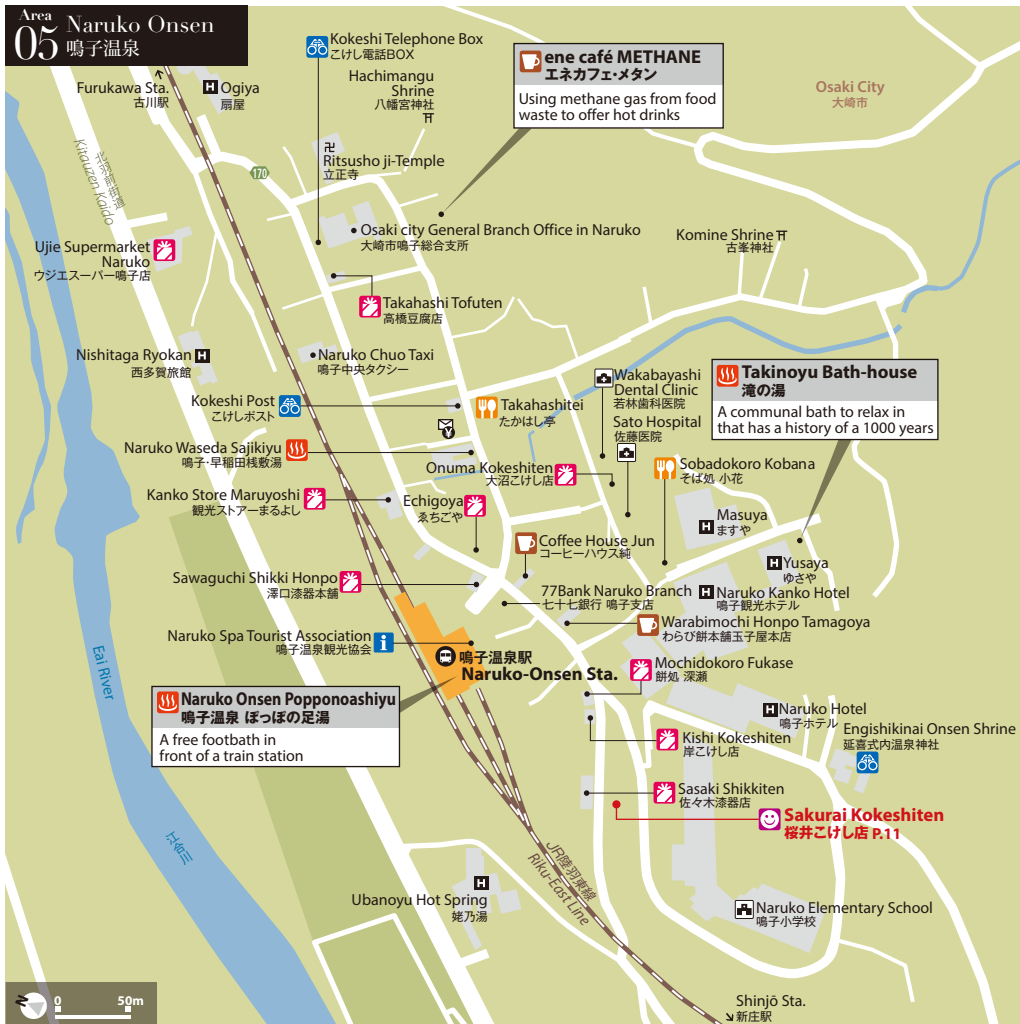 Area
05
Naruko Onsen
鳴子温泉
Furukawa Sta.
古川駅
Ogiya
扇屋
Kokeshi Telephone Box
こけし電話BOX
Hachimangu
Shrine
八幡宮神社
ene café METHANE
エネカフェ・メタン
Using methane gas from food
waste to offer hot drinks
Osaki City
大崎市
北羽前街道
Kitauzen Kaido
170
Ritsusho ji-Temple
立正寺
Osaki city General Branch Office in Naruko
大崎市鳴子総合支所
Komine Shrine
古峯神社
Ujie Supermarket
Naruko
ウジエスーパー鳴子店
Takahashi Tofuten
高橋豆腐店
Nishitaga Ryokan
西多賀旅館
Naruko Chuo Taxi
鳴子中央タクシー
Wakabayashi
Dental Clinic
若林歯科医院
Takinoyu Bath-house
滝の湯
A communal bath to relax in
that has a history of a 1000 years
Kokeshi Post
こけしポスト
Takahashitei
たかはし亭
Sato Hospital
佐藤医院
Naruko Waseda Sajikiyu
鳴子・早稲田桟敷湯
Onuma Kokeshiten
大沼こけし店
Sobadokoro Kobana
そば処 小花
Kanko Store Maruyoshi
観光ストアーまるよし
Echigoya
ゑちごや
Masuya
ますや
Coffee House Jun
コーヒーハウス純
Yusaya
ゆさや
Sawaguchi Shikki Honpo
澤口漆器本舗
77Bank Naruko Branch
七十七銀行 鳴子支店
Naruko Kanko Hotel
鳴子観光ホテル
Warabimochi Honpo Tamagoya
わらび餅本舗玉子屋本店
Naruko Spa Tourist Association
鳴子温泉観光協会
鳴子温泉駅
Naruko-Onsen Sta.
Mochidokoro Fukase
餅処 深瀬
Eai River
江合川
Naruko Onsen Popponoashiyu
鳴子温泉 ぽっぽの足湯
A free footbath in
front of a train station
Naruko Hotel
鳴子ホテル
Engishikinai Onsen Shrine
延喜式内温泉神社
Kishi Kokeshiten
岸こけし店
Sasaki Shikkiten
佐々木漆器店
Sakurai Kokeshiten
桜井こけし店 P.11
JR陸羽東線
Riku-East Line
Ubanoyu Hot Spring
姥乃湯
Naruko Elementary School
鳴子小学校
Shinjō Sta.
新庄駅
N
0 50m